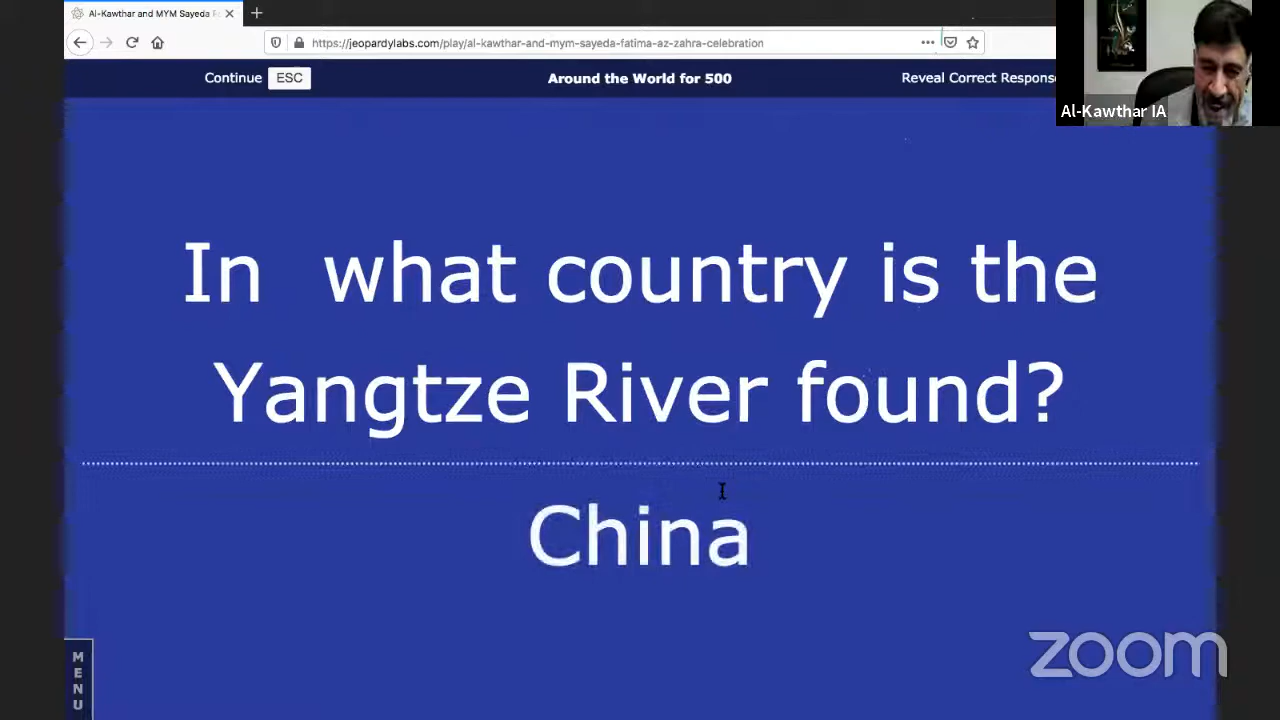 Al-Kawthar and MYM Sayeda F
https://jeopardylabs.com/play/al-kawthar-and-mym-sayeda-fatima-az-zahra-celebration
Continue ESC Around the World for 500 Reveal Correct Response
Al-Kawthar IA
In what country is the
Yangtze River found?
China
MENU
zoom